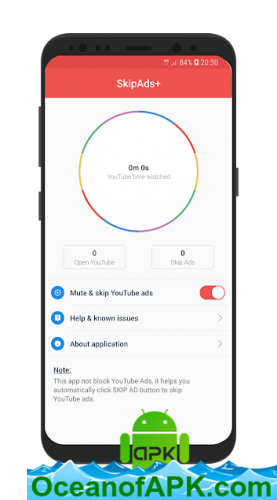 84% 20:30
SkipAds+
0m 0s
YouTube time watched
0
Open YouTube
0
Skip Ads
Mute & skip YouTube ads
Help & known issues
About application
Note:
This app not block YouTube Ads, it helps you
automatically click SKIP AD button to skip
YouTube ads.
japk
OceanofAPK.com